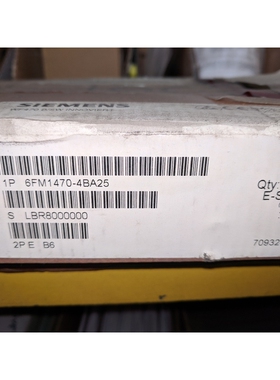 SIEMENS
1P 6FM1470-4BA25
Qty:
E-S
S LBR8000000
2P E B6
70932